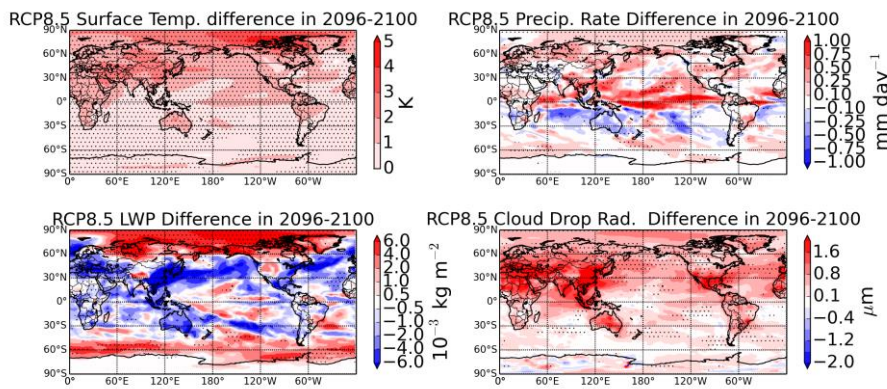 RCP8.5 Surface Temp. difference in 2096-2100
90°N
60°N
30°N
0°
30°S
60°S
90°S
0° 60°E 120°E 180° 120°W 60°W
5
4
3
2
1
0
K
RCP8.5 Precip. Rate Difference in 2096-2100
90°N
60°N
30°N
0°
30°S
60°S
90°S
0° 60°E 120°E 180° 120°W 60°W
1.00
0.75
0.50
0.25
0.10
−0.10
−0.25
−0.50
−0.75
−1.00
mm day⁻¹
RCP8.5 LWP Difference in 2096-2100
90°N
60°N
30°N
0°
30°S
60°S
90°S
0° 60°E 120°E 180° 120°W 60°W
6.0
4.0
2.0
1.0
0.5
−0.5
−1.0
−2.0
−4.0
−6.0
10⁻³ kg m⁻²
RCP8.5 Cloud Drop Rad. Difference in 2096-2100
90°N
60°N
30°N
0°
30°S
60°S
90°S
0° 60°E 120°E 180° 120°W 60°W
1.6
0.8
0.1
−0.4
−1.2
−2.0
μm